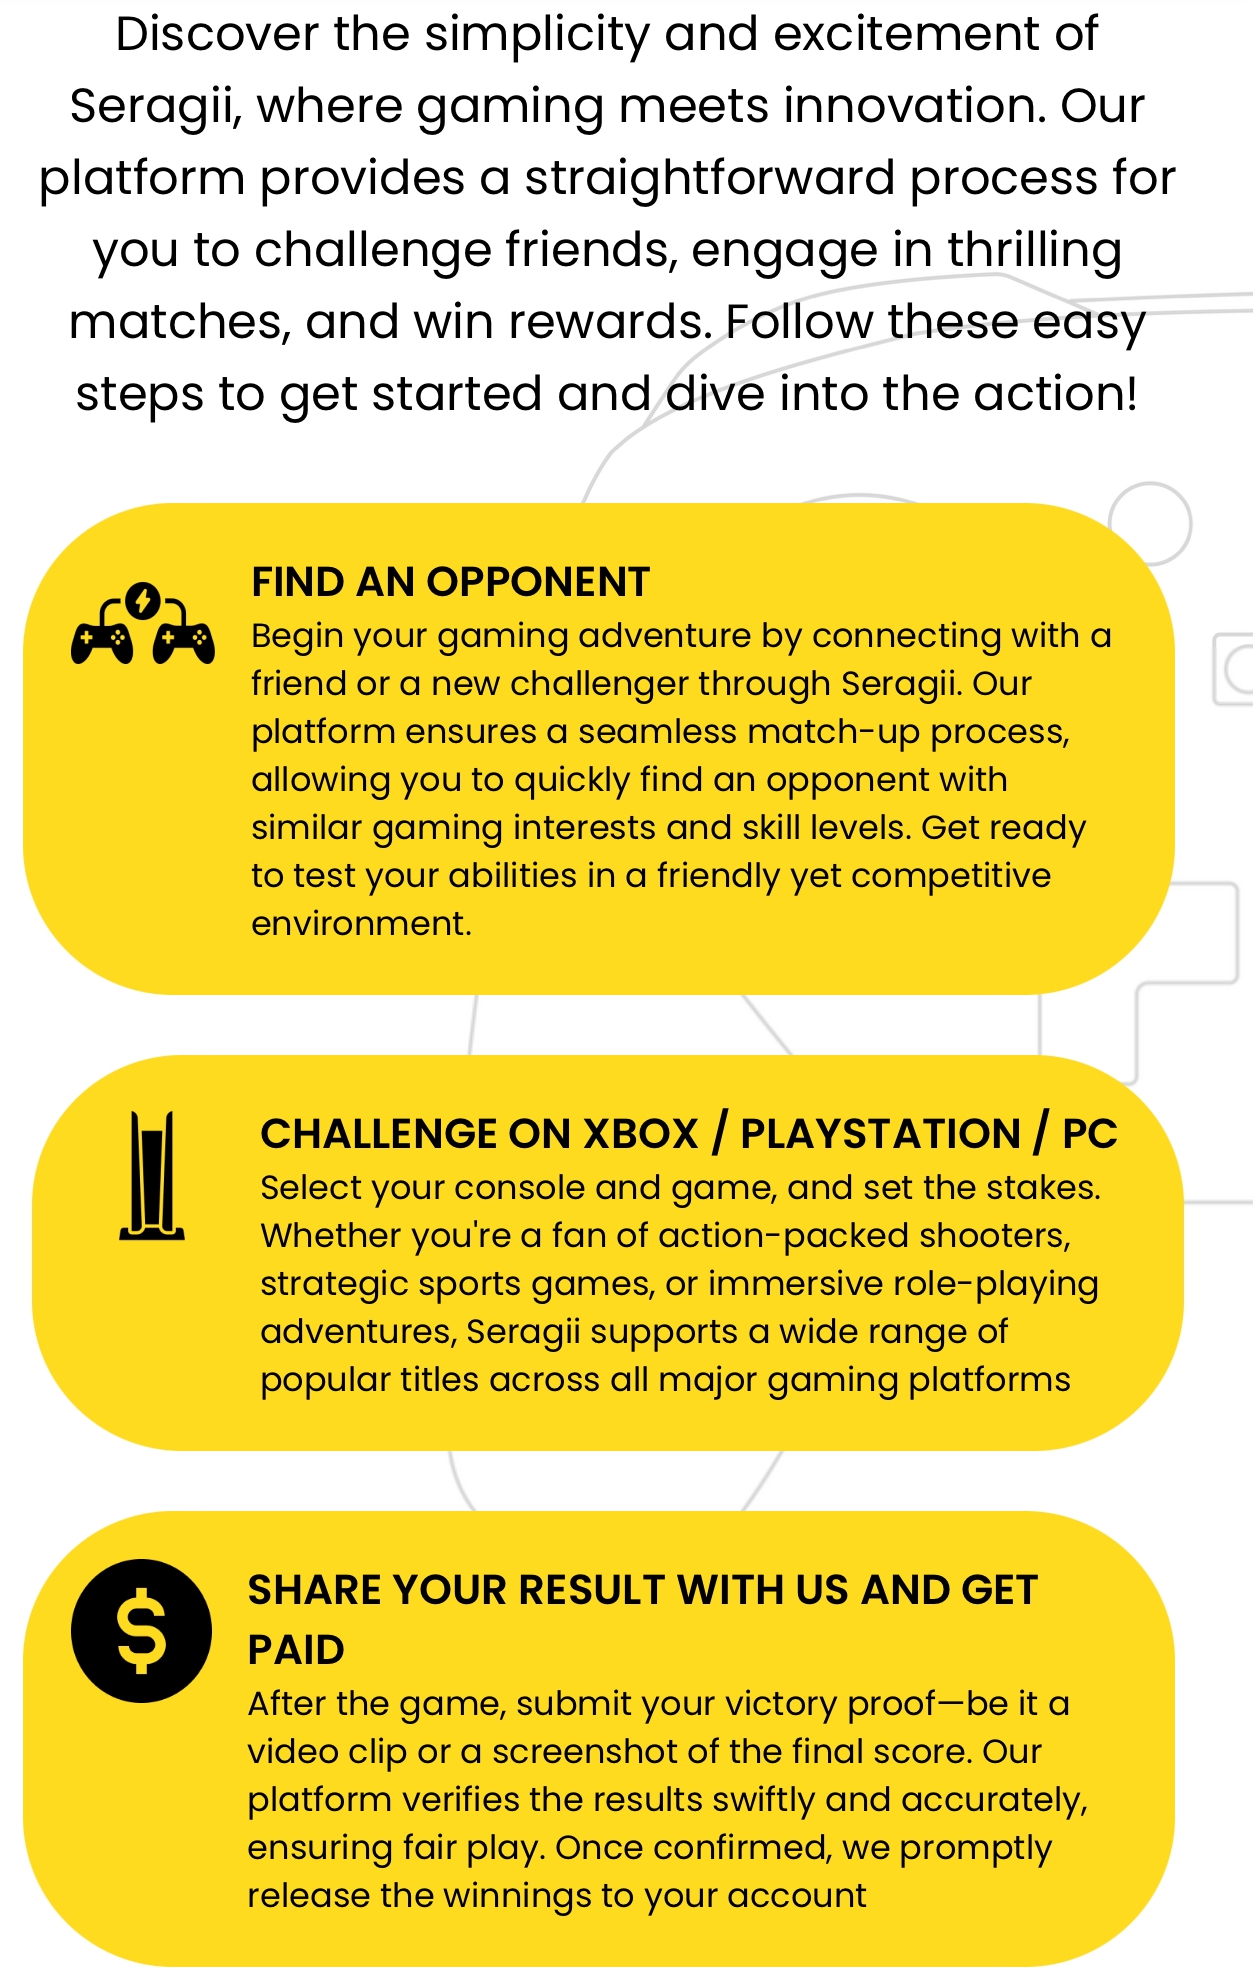 Discover the simplicity and excitement of
Seragii, where gaming meets innovation. Our
platform provides a straightforward process for
you to challenge friends, engage in thrilling
matches, and win rewards. Follow these easy
steps to get started and dive into the action!
FIND AN OPPONENT
Begin your gaming adventure by connecting with a
friend or a new challenger through Seragii. Our
platform ensures a seamless match-up process,
allowing you to quickly find an opponent with
similar gaming interests and skill levels. Get ready
to test your abilities in a friendly yet competitive
environment.
CHALLENGE ON XBOX / PLAYSTATION / PC
Select your console and game, and set the stakes.
Whether you're a fan of action-packed shooters,
strategic sports games, or immersive role-playing
adventures, Seragii supports a wide range of
popular titles across all major gaming platforms
$
SHARE YOUR RESULT WITH US AND GET
PAID
After the game, submit your victory proof—be it a
video clip or a screenshot of the final score. Our
platform verifies the results swiftly and accurately,
ensuring fair play. Once confirmed, we promptly
release the winnings to your account